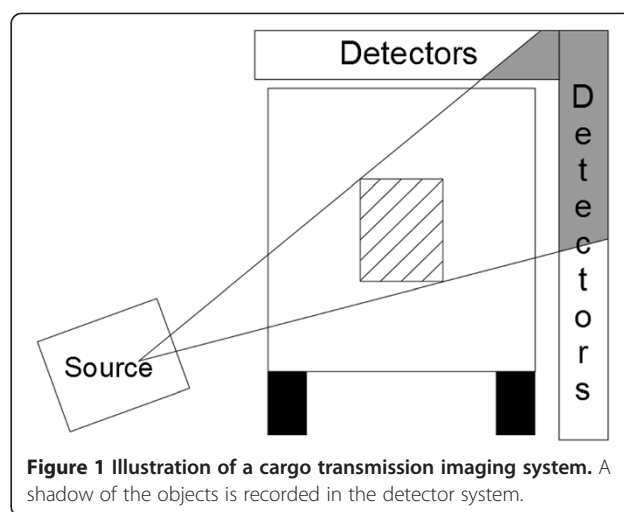 Detectors
Detectors
Source
Figure 1 Illustration of a cargo transmission imaging system. A
shadow of the objects is recorded in the detector system.